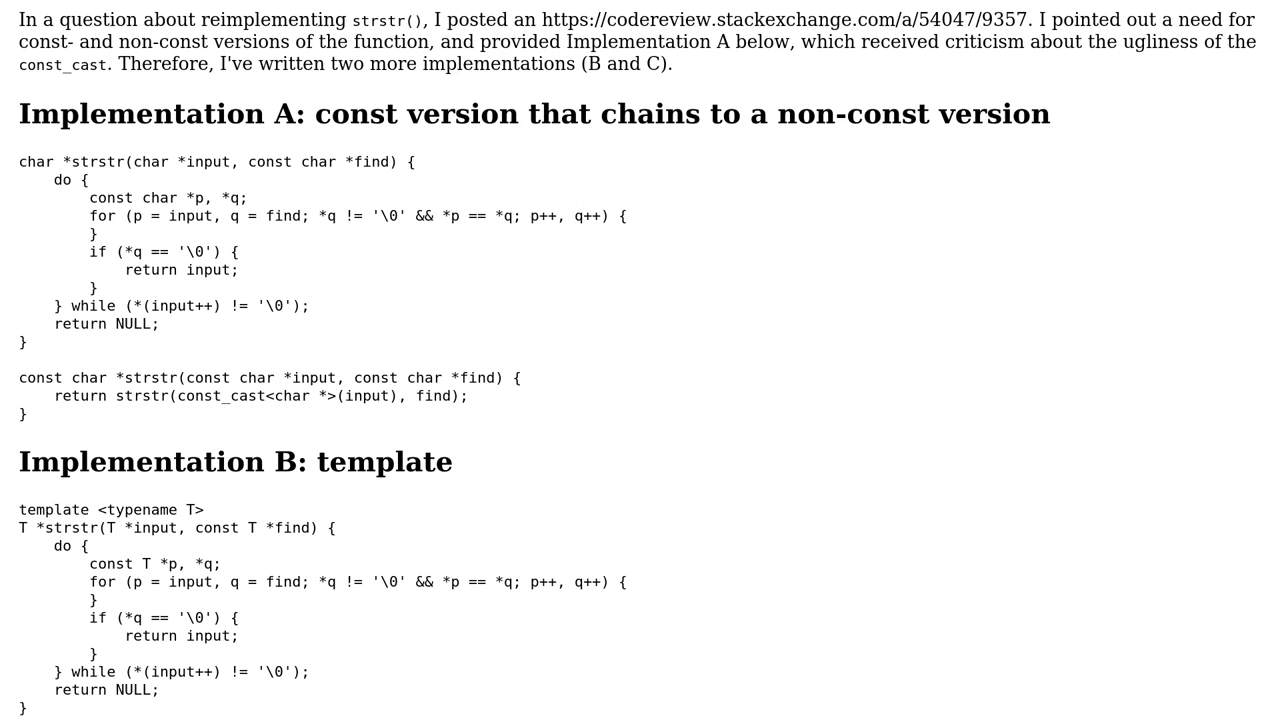 In a question about reimplementing strstr(), I posted an https://codereview.stackexchange.com/a/54047/9357. I pointed out a need for
const- and non-const versions of the function, and provided Implementation A below, which received criticism about the ugliness of the
const_cast. Therefore, I've written two more implementations (B and C).
Implementation A: const version that chains to a non-const version
char *strstr(char *input, const char *find) {
    do {
        const char *p, *q;
        for (p = input, q = find; *q != '\0' && *p == *q; p++, q++) {
        }
        if (*q == '\0') {
            return input;
        }
    } while (*(input++) != '\0');
    return NULL;
}
const char *strstr(const char *input, const char *find) {
    return strstr(const_cast<char *>(input), find);
}
Implementation B: template
template <typename T>
T *strstr(T *input, const T *find) {
    do {
        const T *p, *q;
        for (p = input, q = find; *q != '\0' && *p == *q; p++, q++) {
        }
        if (*q == '\0') {
            return input;
        }
    } while (*(input++) != '\0');
    return NULL;
}